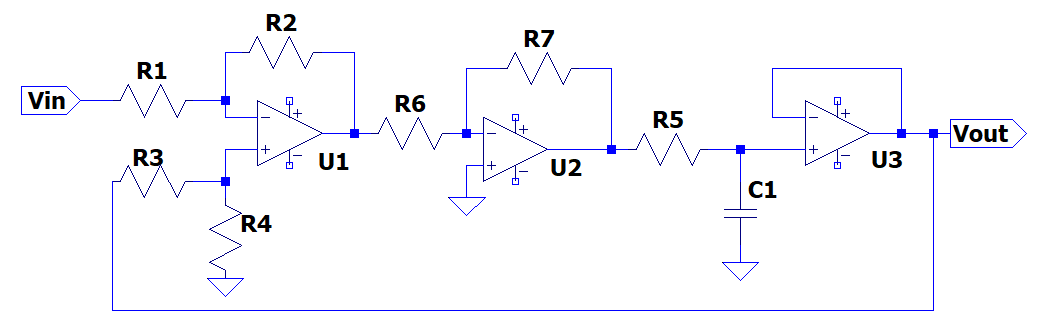 R2
R7
R1
Vin
R6
R5
+
−
U1
+
−
+
−
U2
+
−
+
−
U3
+
−
Vout
R3
C1
R4